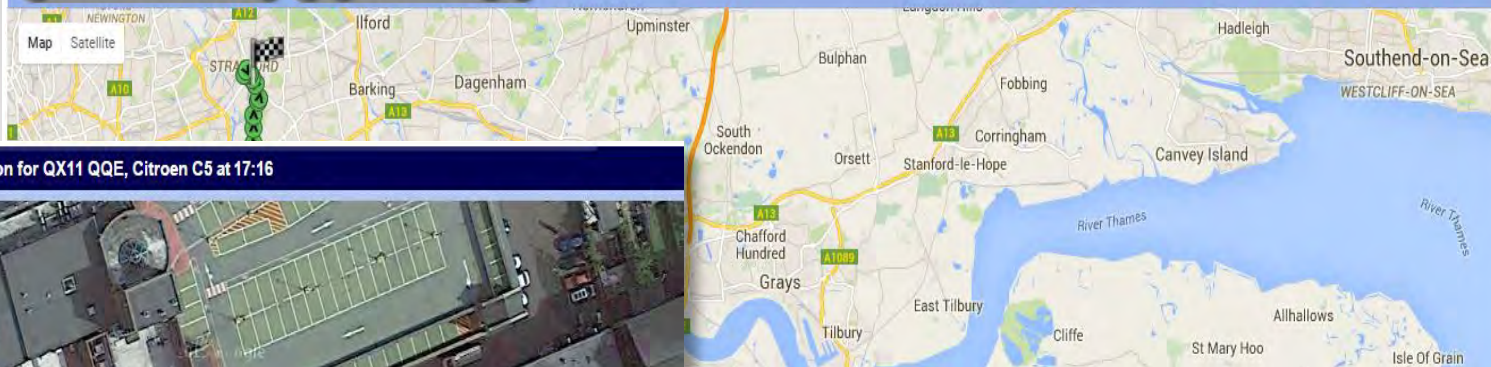 NEWINGTON
A12
Ilford
Upminster
Map Satellite
STRATFORD
A10
Barking
A13
Dagenham
on for QX11 QQE, Citroen C5 at 17:16
Hadleigh
Southend-on-Sea
WESTCLIFF-ON-SEA
Bulphan
Fobbing
South
Ockendon
A13
Corringham
Orsett
Stanford-le-Hope
Canvey Island
A13
River Thames
River Thames
Chafford
Hundred
A1089
Grays
East Tilbury
Tilbury
Cliffe
Allhallows
St Mary Hoo
Isle Of Grain